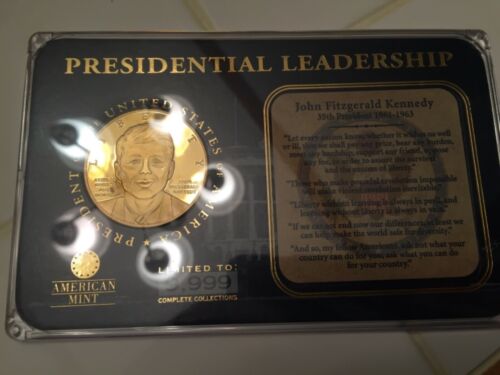 PRESIDENTIAL LEADERSHIP
PRESIDENT UNITED STATES OF AMERICA
LIBERTY
AMERICAN
MINT
LIMITED TO:
9,999
COMPLETE COLLECTIONS
John Fitzgerald Kennedy
35th President 1961-1963
"Let every nation know, whether it wishes us well
or ill, that we shall pay any price, bear any burden,
meet any hardship, support any friend, oppose
any foe, in order to assure the survival
and the success of liberty."
"Those who make peaceful revolution impossible
will make violent revolution inevitable."
"Liberty without learning is always in peril, and
learning without liberty is always in vain."
"If we can not end now our differences, at least we
can help make the world safe for diversity."
"And so, my fellow Americans, ask not what your
country can do for you; ask what you can do
for your country."